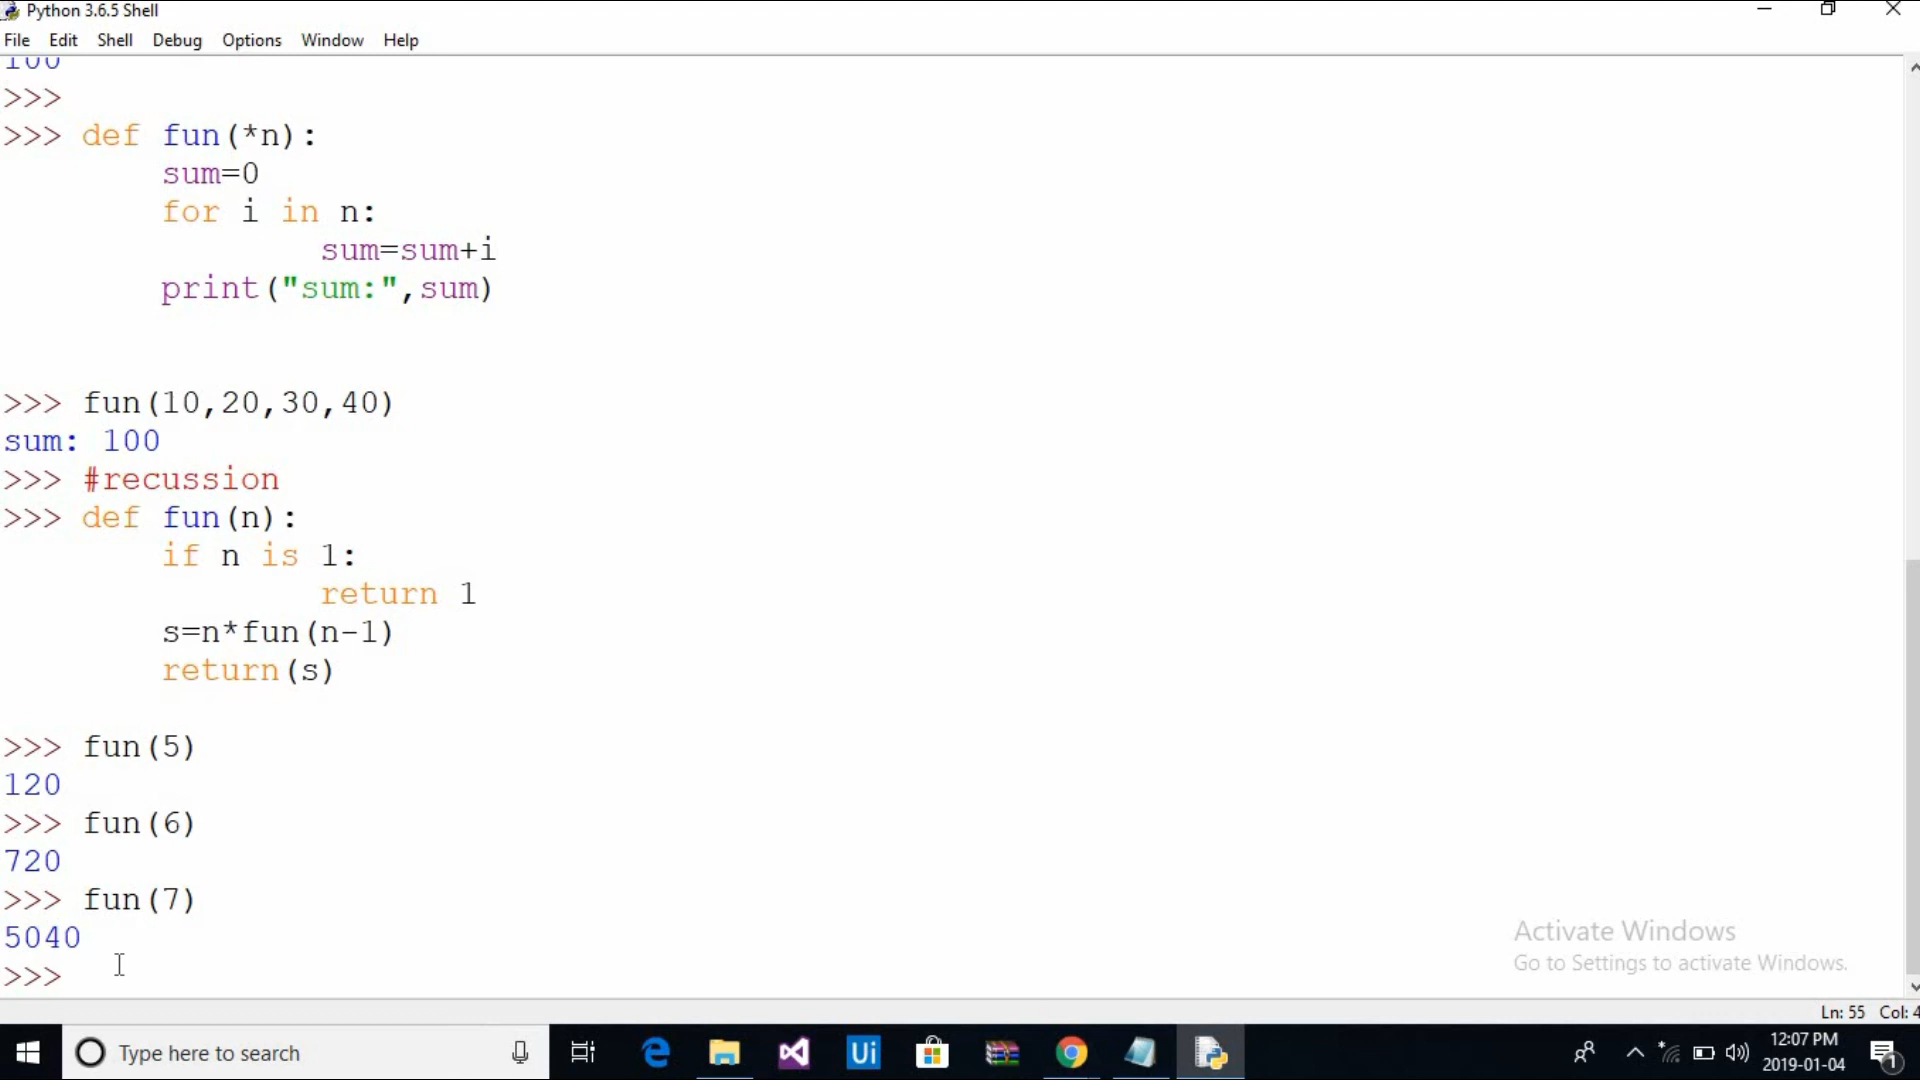 Python 3.6.5 Shell
File Edit Shell Debug Options Window Help
100
>>>
>>> def fun(*n):
sum=0
for i in n:
sum=sum+i
print("sum:",sum)
>>> fun(10,20,30,40)
sum: 100
>>> #recussion
>>> def fun(n):
if n is 1:
return 1
s=n*fun(n-1)
return(s)
>>> fun(5)
120
>>> fun(6)
720
>>> fun(7)
5040
>>>
Activate Windows
Go to Settings to activate Windows.
Ln: 55 Col: 4
Type here to search
Ui
12:07 PM
2019-01-04
1